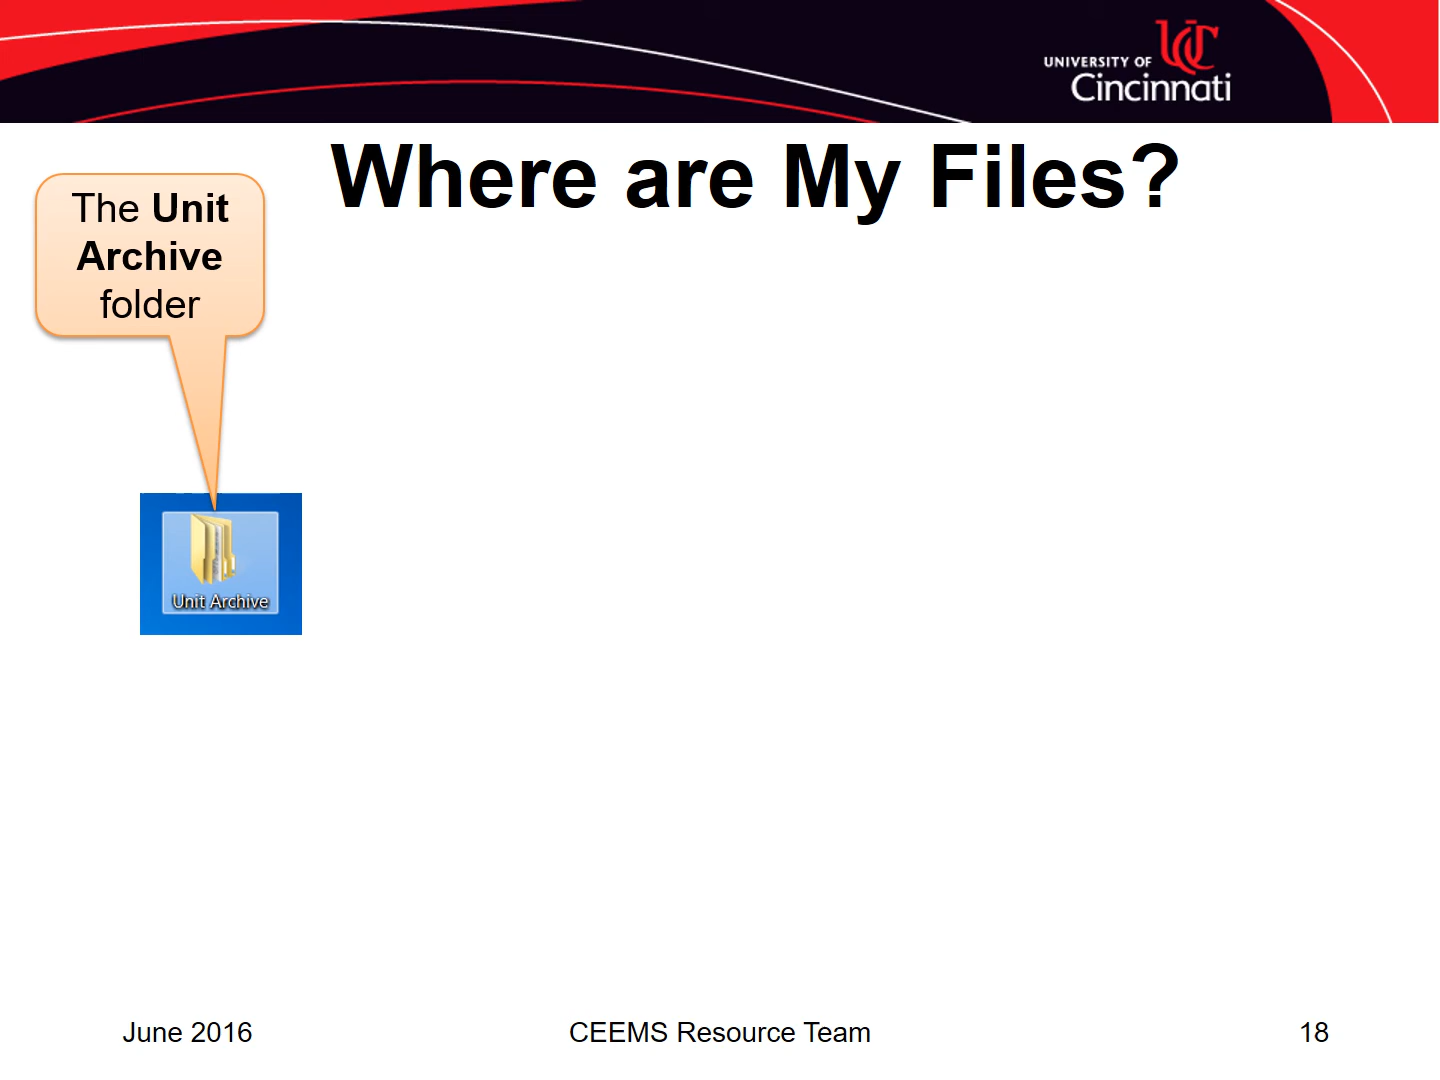 UNIVERSITY OF
UC
Cincinnati
Where are My Files?
The Unit
Archive
folder
Unit Archive
June 2016
CEEMS Resource Team
18